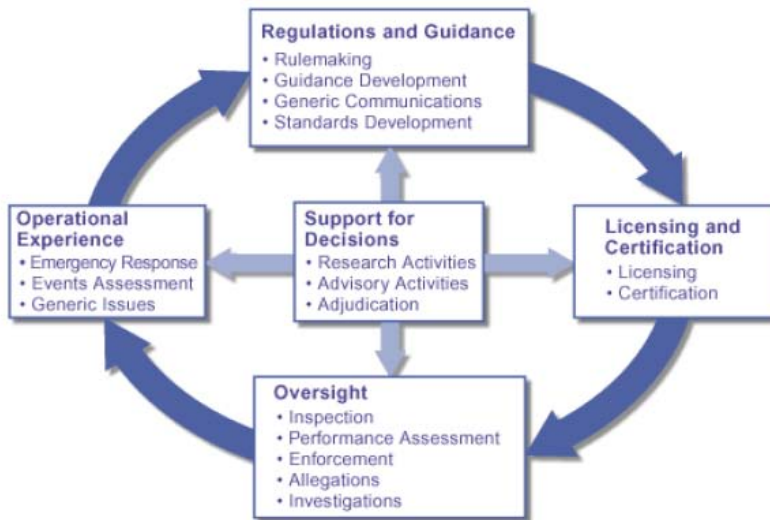 Regulations and Guidance
• Rulemaking
• Guidance Development
• Generic Communications
• Standards Development
Operational
Experience
• Emergency Response
• Events Assessment
• Generic Issues
Support for
Decisions
• Research Activities
• Advisory Activities
• Adjudication
Licensing and
Certification
• Licensing
• Certification
Oversight
• Inspection
• Performance Assessment
• Enforcement
• Allegations
• Investigations